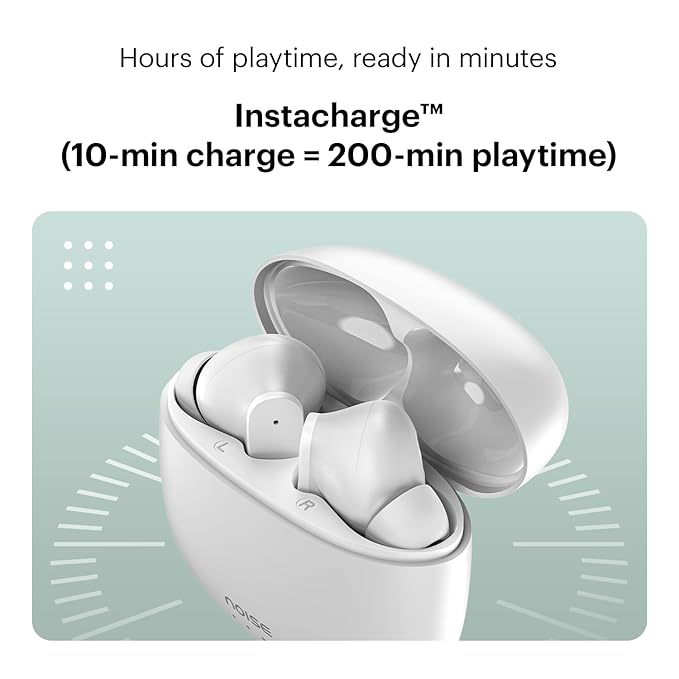 Hours of playtime, ready in minutes
Instacharge™
(10-min charge = 200-min playtime)
L
R
NOISE